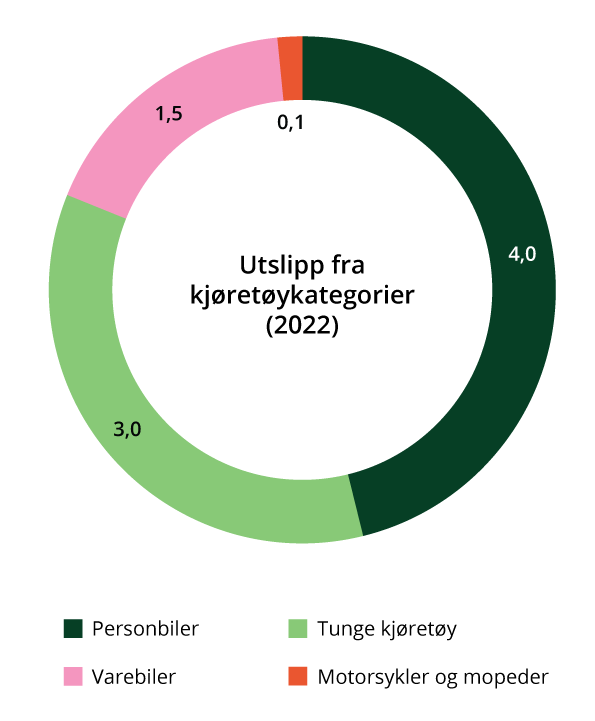 1,5
0,1
4,0
Utslipp fra
kjøretøykategorier
(2022)
3,0
Personbiler
Tunge kjøretøy
Varebiler
Motorsykler og mopeder